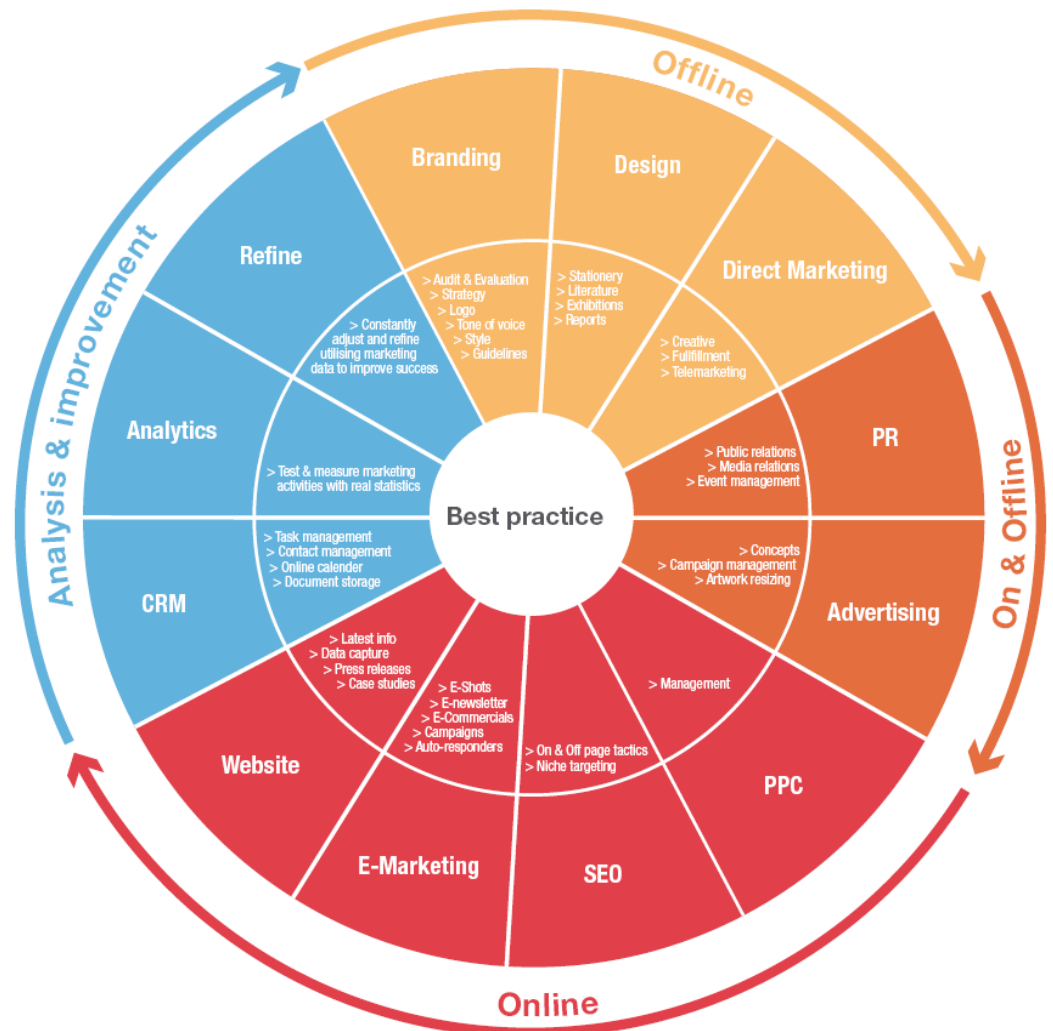 Offline
Branding
> Audit & Evaluation
> Strategy
> Logo
> Tone of voice
> Style
> Guidelines
Design
> Stationery
> Literature
> Exhibitions
> Reports
Direct Marketing
> Creative
> Fullfillment
> Telemarketing
On & Offline
PR
> Public relations
> Media relations
> Event management
Advertising
> Concepts
> Campaign management
> Artwork resizing
Online
PPC
> Management
SEO
> On & Off page tactics
> Niche targeting
E-Marketing
> E-Shots
> E-newsletter
> E-Commercials
> Campaigns
> Auto-responders
Website
> Latest info
> Data capture
> Press releases
> Case studies
Analysis & improvement
CRM
> Task management
> Contact management
> Online calender
> Document storage
Analytics
> Test & measure marketing
activities with real statistics
Refine
> Constantly
adjust and refine
utilising marketing
data to improve success
Best practice